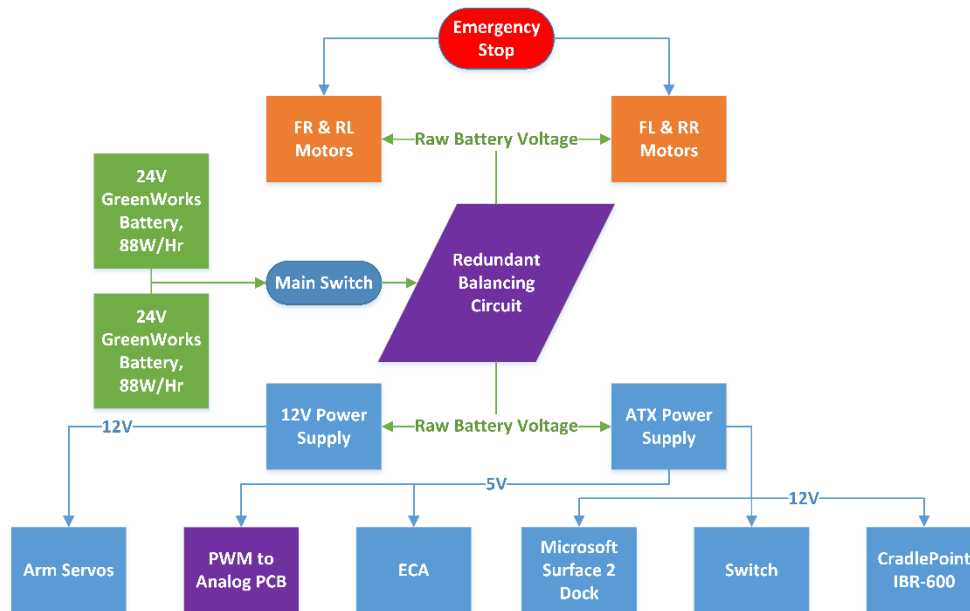 Emergency
Stop
FR & RL
Motors
Raw Battery Voltage
FL & RR
Motors
24V
GreenWorks
Battery,
88W/Hr
Main Switch
Redundant
Balancing
Circuit
24V
GreenWorks
Battery,
88W/Hr
12V
12V Power
Supply
Raw Battery Voltage
ATX Power
Supply
5V
12V
Arm Servos
PWM to
Analog PCB
ECA
Microsoft
Surface 2
Dock
Switch
CradlePoint
IBR-600